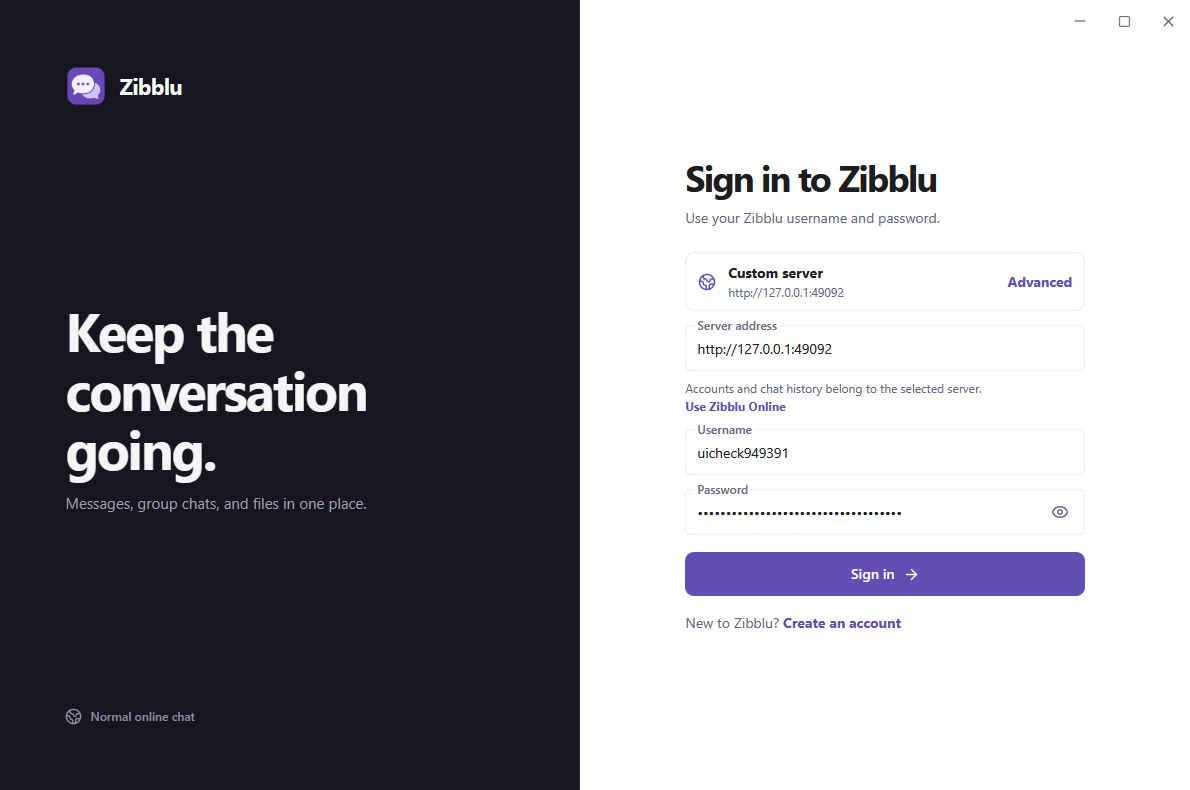 Zibblu
Keep the
conversation
going.
Messages, group chats, and files in one place.
Normal online chat
Sign in to Zibblu
Use your Zibblu username and password.
Custom server
http://127.0.0.1:49092
Advanced
Server address
http://127.0.0.1:49092
Accounts and chat history belong to the selected server.
Use Zibblu Online
Username
uicheck949391
Password
••••••••••••••••••••••••••••••••••
Sign in →
New to Zibblu? Create an account